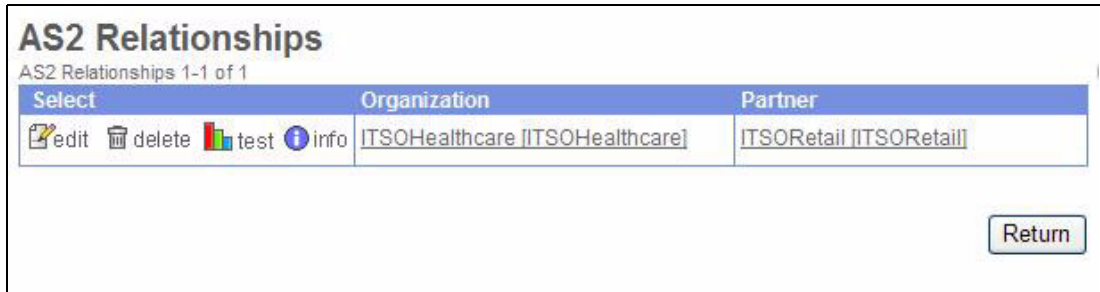 AS2 Relationships
AS2 Relationships 1-1 of 1
Select Organization Partner
edit delete test info ITSOHealthcare [ITSOHealthcare] ITSORetail [ITSORetail]
Return